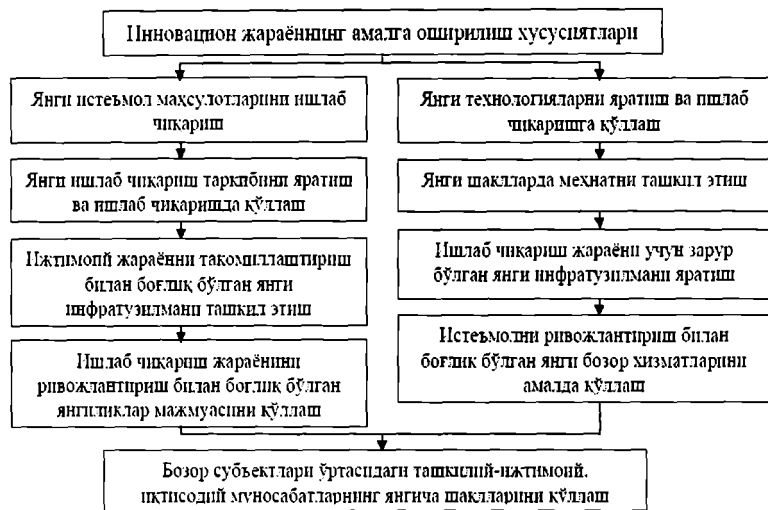 Инновацион жараённинг амалга оширилиш хусусиятлари
Янги истеъмол маҳсулотларини ишлаб
чиқариш
Янги ишлаб чиқариш таркибини яратиш
ва ишлаб чиқаришда қўллаш
Ижтимоий жараённи такомиллаштириш
билан боғлиқ бўлган янги
инфратузилмани ташкил этиш
Ишлаб чиқариш жараёнини
ривожлантириш билан боғлиқ бўлган
янгиликлар мажмуасини қўллаш
Янги технологияларни яратиш ва ишлаб
чиқаришга қўллаш
Янги шаклларда меҳнатни ташкил этиш
Ишлаб чиқариш жараёни учун зарур
бўлган янги инфратузилмани яратиш
Истеъмолни ривожлантириш билан
боғлиқ бўлган янги бозор хизматларини
амалда қўллаш
Бозор субъектлари ўртасидаги ташкилий-ижтимоий,
иқтисодий муносабатларнинг янгича шаклларини қўллаш